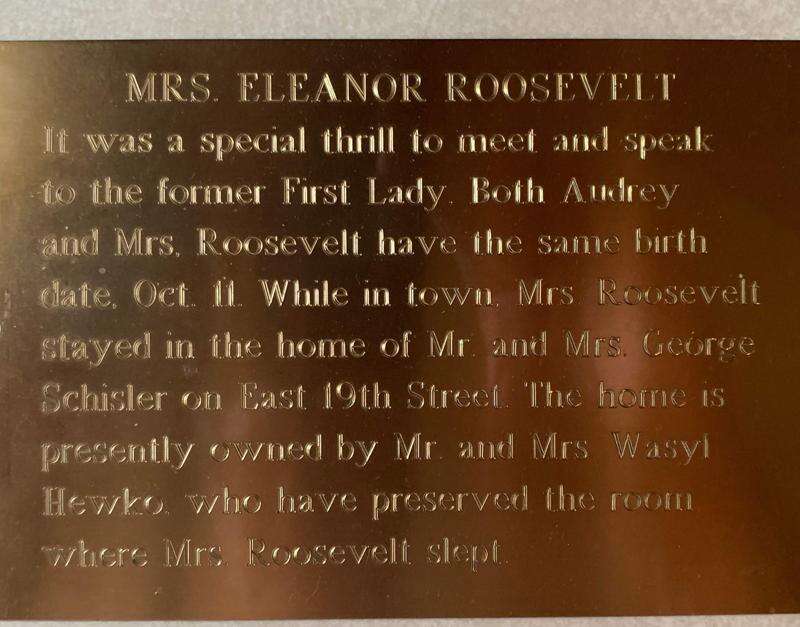 MRS. ELEANOR ROOSEVELT
It was a special thrill to meet and speak
to the former First Lady. Both Audrey
and Mrs. Roosevelt have the same birth
date, Oct. 11. While in town, Mrs. Roosevelt
stayed in the home of Mr. and Mrs. George
Schisler on East 19th Street. The home is
presently owned by Mr. and Mrs. Wasyl
Hewko, who have preserved the room
where Mrs. Roosevelt slept.